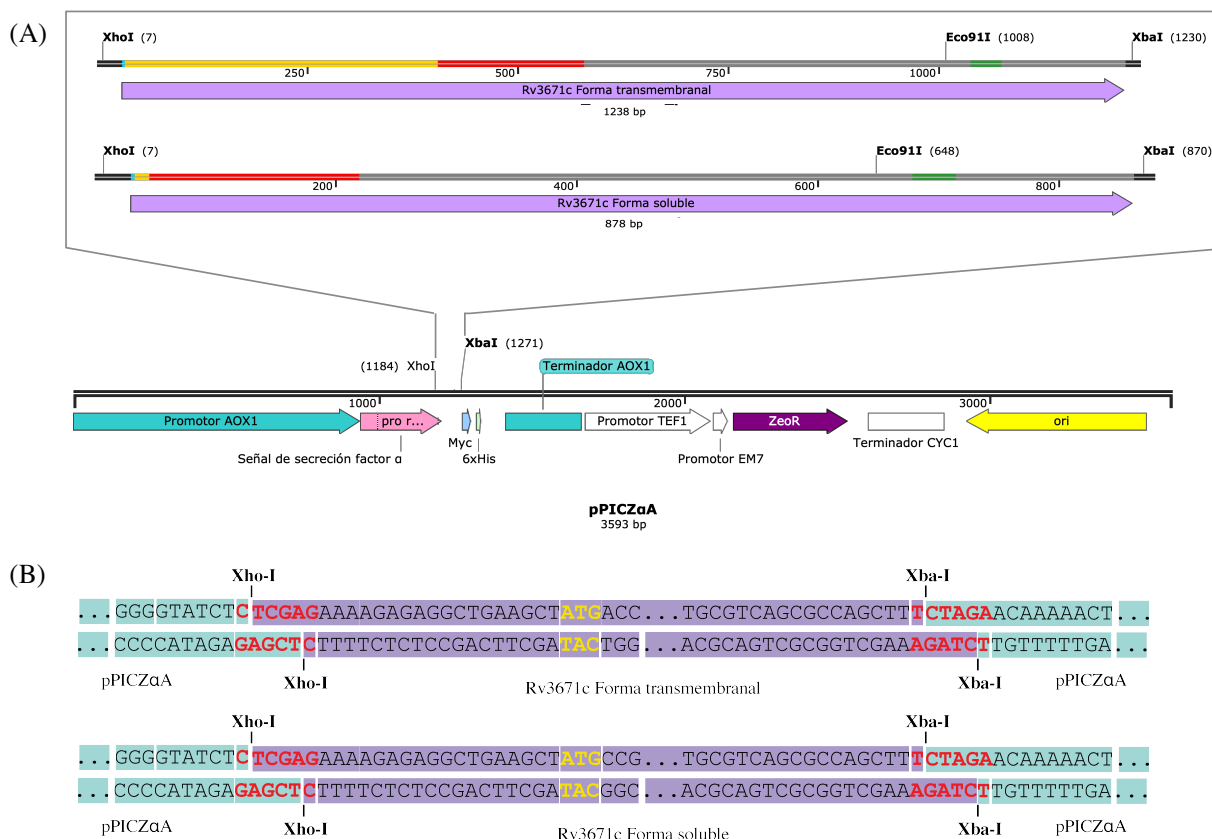 (A)
XhoI (7)
Eco91I (1008)
XbaI (1230)
250 500 750 1000
Rv3671c Forma transmembranal
1238 bp
XhoI (7)
Eco91I (648)
XbaI (870)
200 400 600 800
Rv3671c Forma soluble
878 bp
XbaI (1271)
(1184) XhoI
Terminador AOX1
1000 2000 3000
Promotor AOX1 pro r... Promotor TEF1 ZeoR ori
Myc
Terminador CYC1
Señal de secreción factor α 6xHis Promotor EM7
pPICZαA
3593 bp
(B)
Xho-I Xba-I
...GGGGTATCTCTCGAGAAAAGAGAGGCTGAAGCTATGACC...TGCGTCAGCGCCAGCTTTCTAGAACAAAAACT...
...CCCCATAGAGAGCTCTTTTCTCTCCGACTTCGATACTGG...ACGCAGTCGCGGTCGAAAGATCTTGTTTTTGA...
pPICZαA Xho-I Rv3671c Forma transmembranal Xba-I pPICZαA
Xho-I Xba-I
...GGGGTATCTCTCGAGAAAAGAGAGGCTGAAGCTATGCCG...TGCGTCAGCGCCAGCTTTCTAGAACAAAAACT...
...CCCCATAGAGAGCTCTTTTCTCTCCGACTTCGATACGGC...ACGCAGTCGCGGTCGAAAGATCTTGTTTTTGA...
pPICZαA Xho-I Rv3671c Forma soluble Xba-I pPICZαA